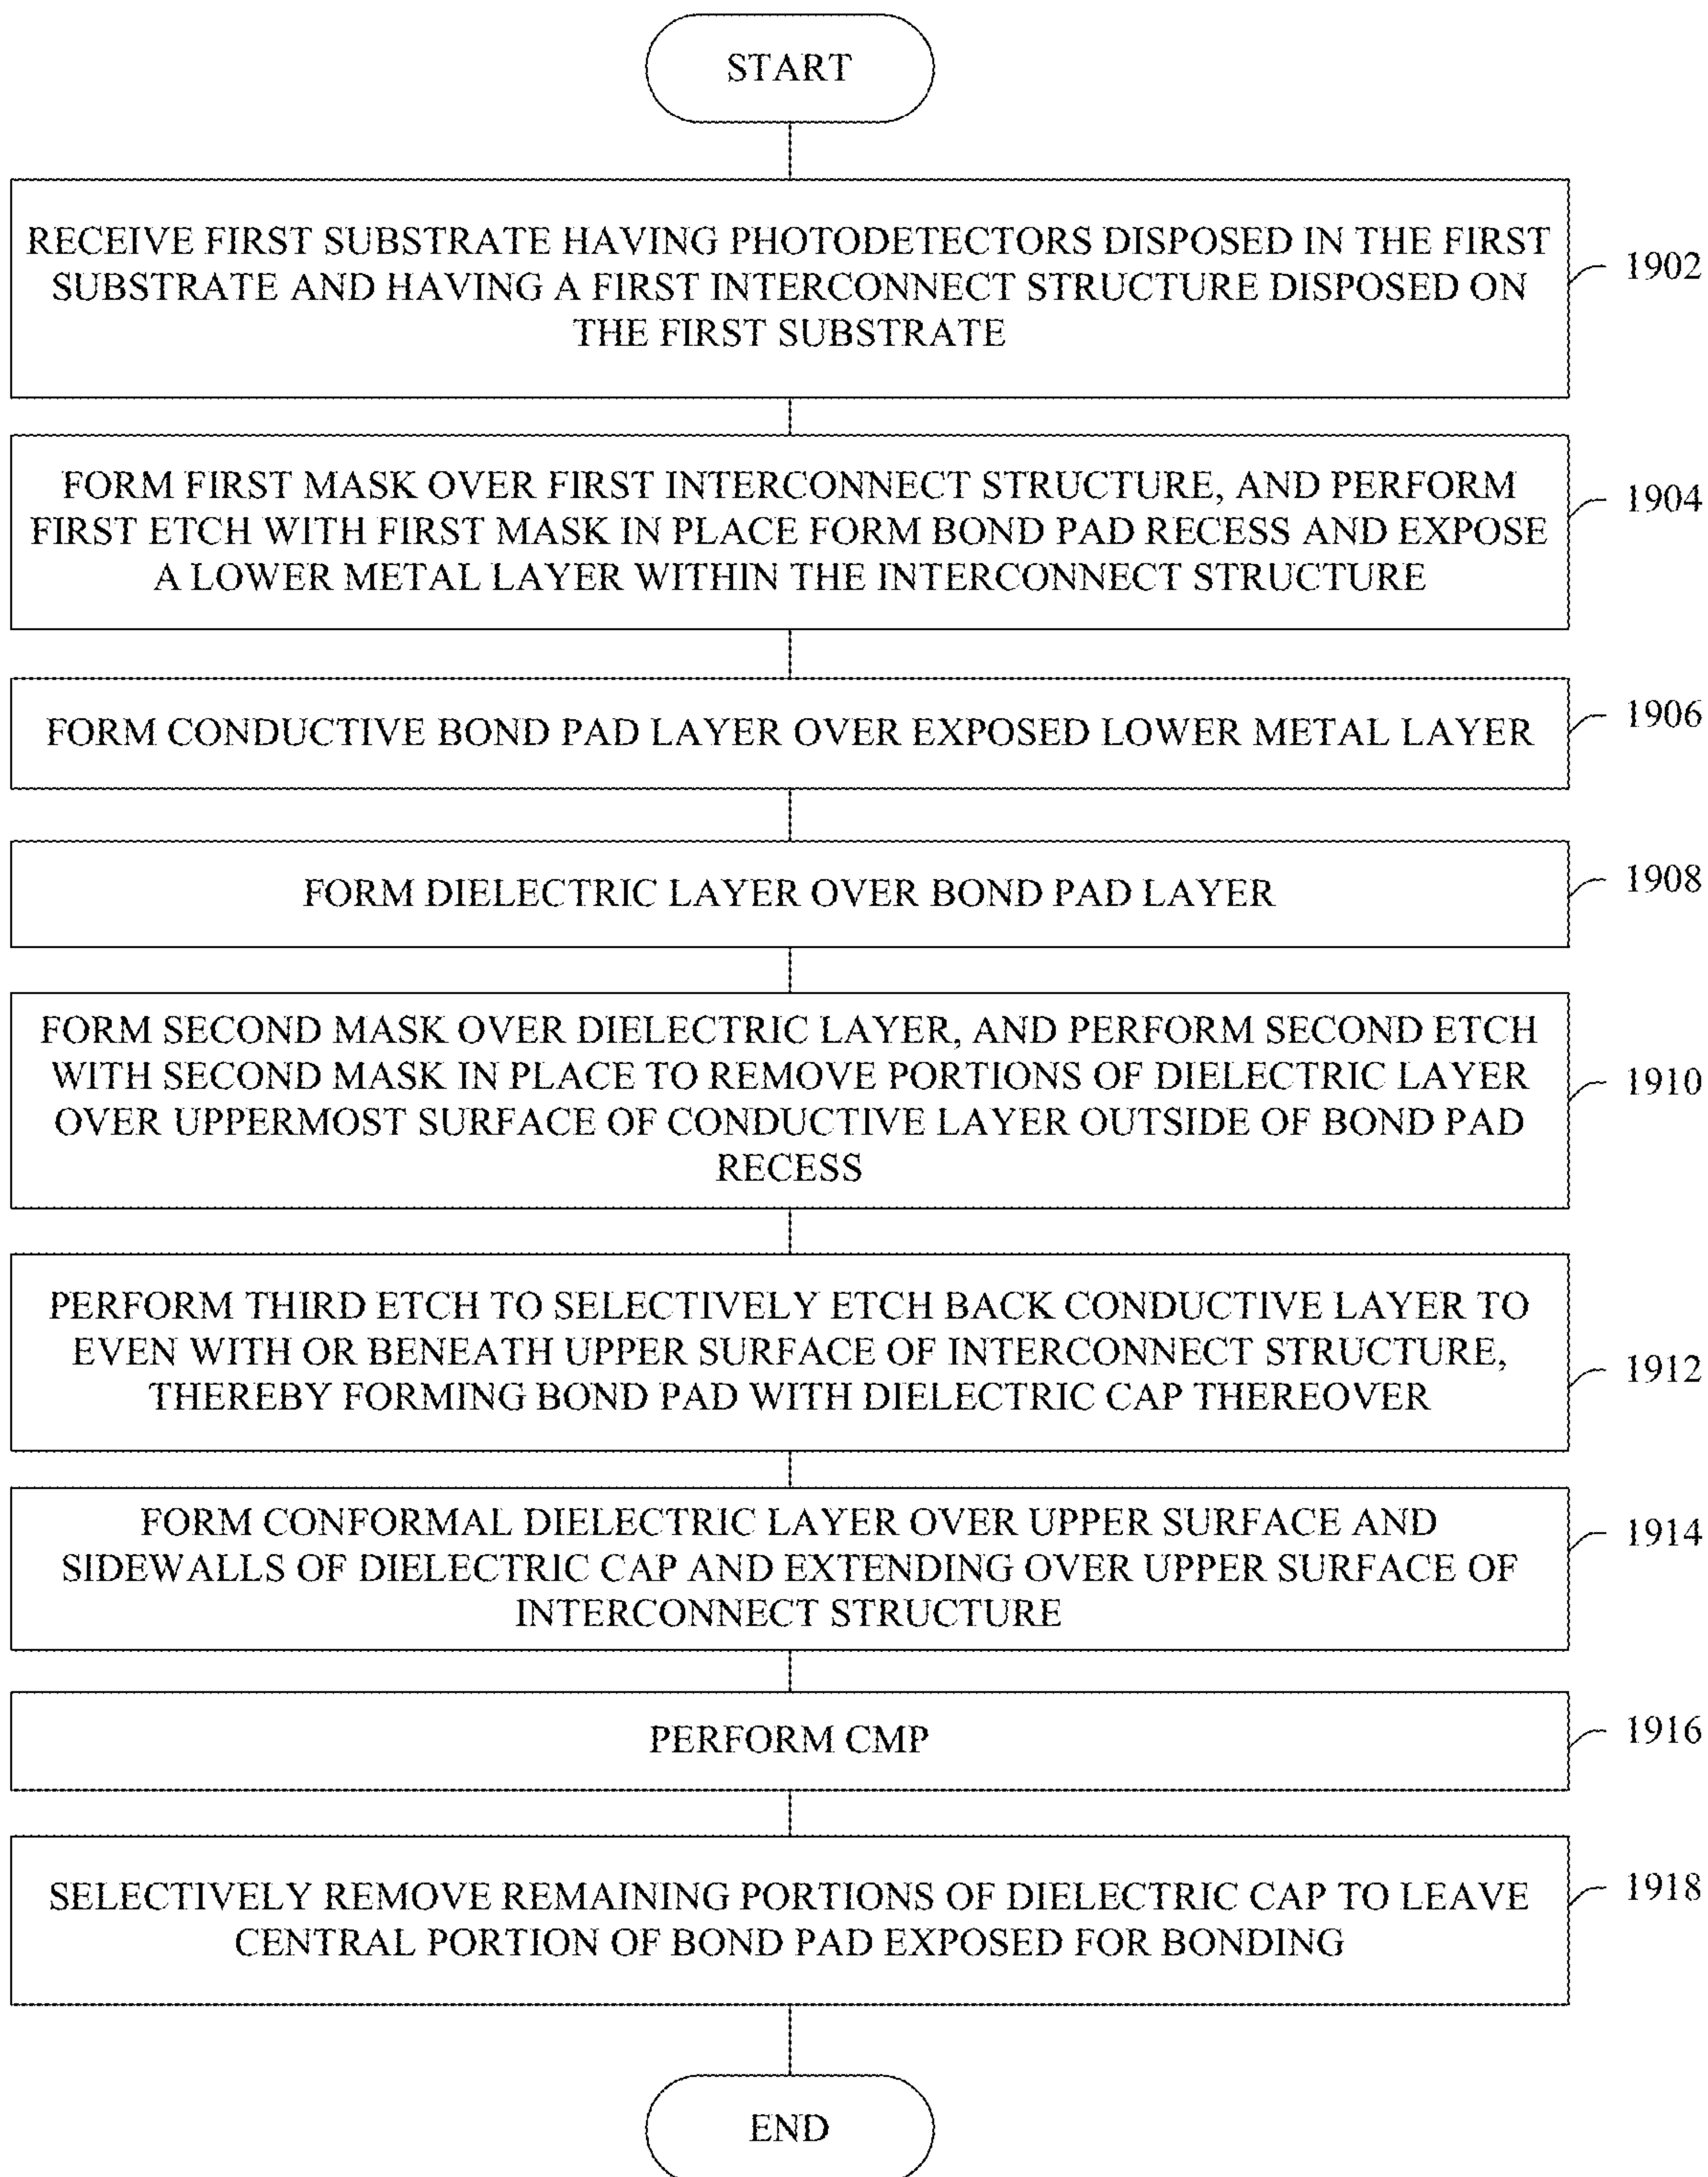 START
RECEIVE FIRST SUBSTRATE HAVING PHOTODETECTORS DISPOSED IN THE FIRST
SUBSTRATE AND HAVING A FIRST INTERCONNECT STRUCTURE DISPOSED ON
THE FIRST SUBSTRATE
1902
FORM FIRST MASK OVER FIRST INTERCONNECT STRUCTURE, AND PERFORM
FIRST ETCH WITH FIRST MASK IN PLACE FORM BOND PAD RECESS AND EXPOSE
A LOWER METAL LAYER WITHIN THE INTERCONNECT STRUCTURE
1904
FORM CONDUCTIVE BOND PAD LAYER OVER EXPOSED LOWER METAL LAYER
1906
FORM DIELECTRIC LAYER OVER BOND PAD LAYER
1908
FORM SECOND MASK OVER DIELECTRIC LAYER, AND PERFORM SECOND ETCH
WITH SECOND MASK IN PLACE TO REMOVE PORTIONS OF DIELECTRIC LAYER
OVER UPPERMOST SURFACE OF CONDUCTIVE LAYER OUTSIDE OF BOND PAD
RECESS
1910
PERFORM THIRD ETCH TO SELECTIVELY ETCH BACK CONDUCTIVE LAYER TO
EVEN WITH OR BENEATH UPPER SURFACE OF INTERCONNECT STRUCTURE,
THEREBY FORMING BOND PAD WITH DIELECTRIC CAP THEREOVER
1912
FORM CONFORMAL DIELECTRIC LAYER OVER UPPER SURFACE AND
SIDEWALLS OF DIELECTRIC CAP AND EXTENDING OVER UPPER SURFACE OF
INTERCONNECT STRUCTURE
1914
PERFORM CMP
1916
SELECTIVELY REMOVE REMAINING PORTIONS OF DIELECTRIC CAP TO LEAVE
CENTRAL PORTION OF BOND PAD EXPOSED FOR BONDING
1918
END